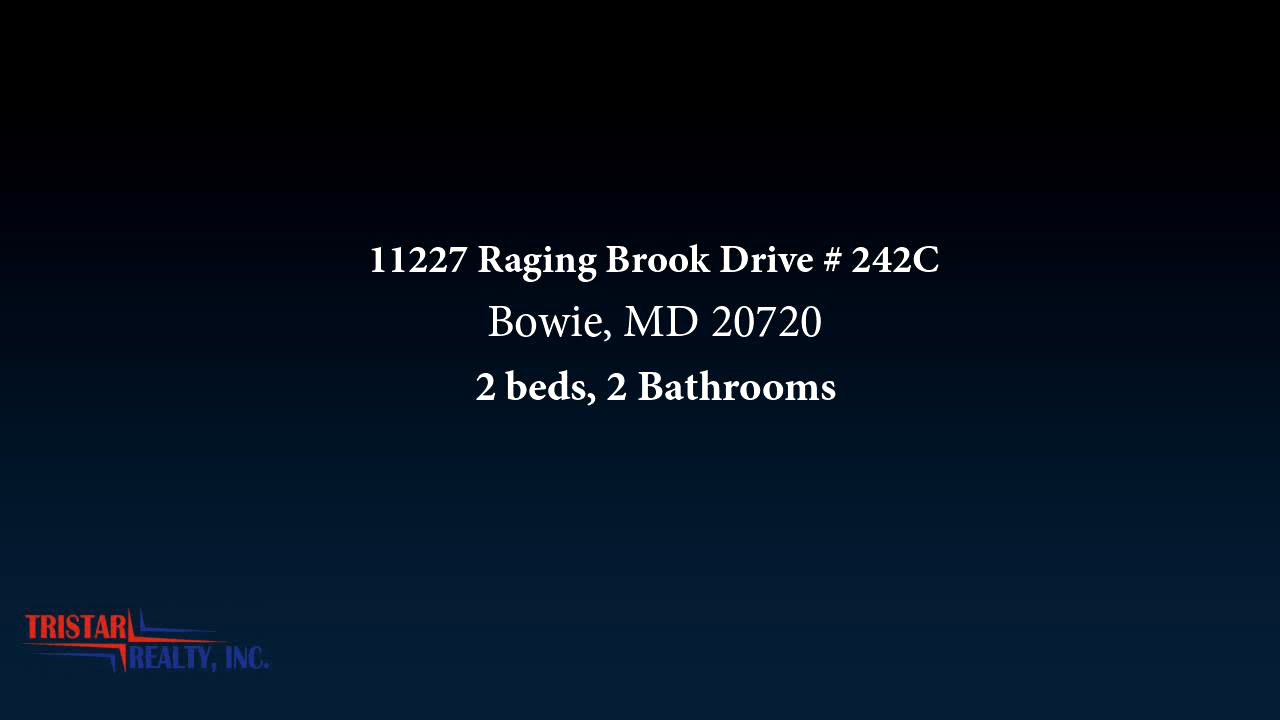 11227 Raging Brook Drive # 242C
Bowie, MD 20720
2 beds, 2 Bathrooms
TRISTAR
REALTY, INC.